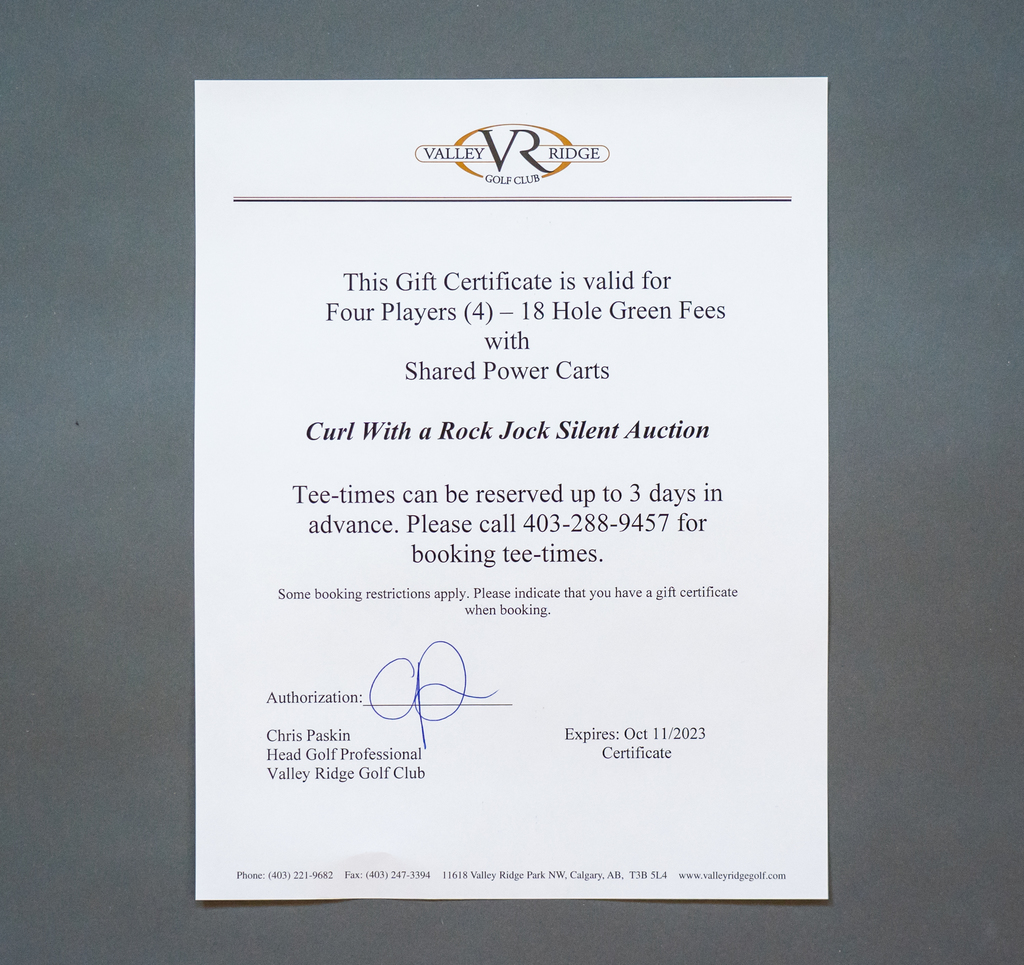 VALLEY VR RIDGE
GOLF CLUB
This Gift Certificate is valid for
Four Players (4) – 18 Hole Green Fees
with
Shared Power Carts
Curl With a Rock Jock Silent Auction
Tee-times can be reserved up to 3 days in
advance. Please call 403-288-9457 for
booking tee-times.
Some booking restrictions apply. Please indicate that you have a gift certificate
when booking.
Authorization:
Chris Paskin
Head Golf Professional
Valley Ridge Golf Club
Expires: Oct 11/2023
Certificate
Phone: (403) 221-9682 Fax: (403) 247-3394 11618 Valley Ridge Park NW, Calgary, AB, T3B 5L4 www.valleyridgegolf.com